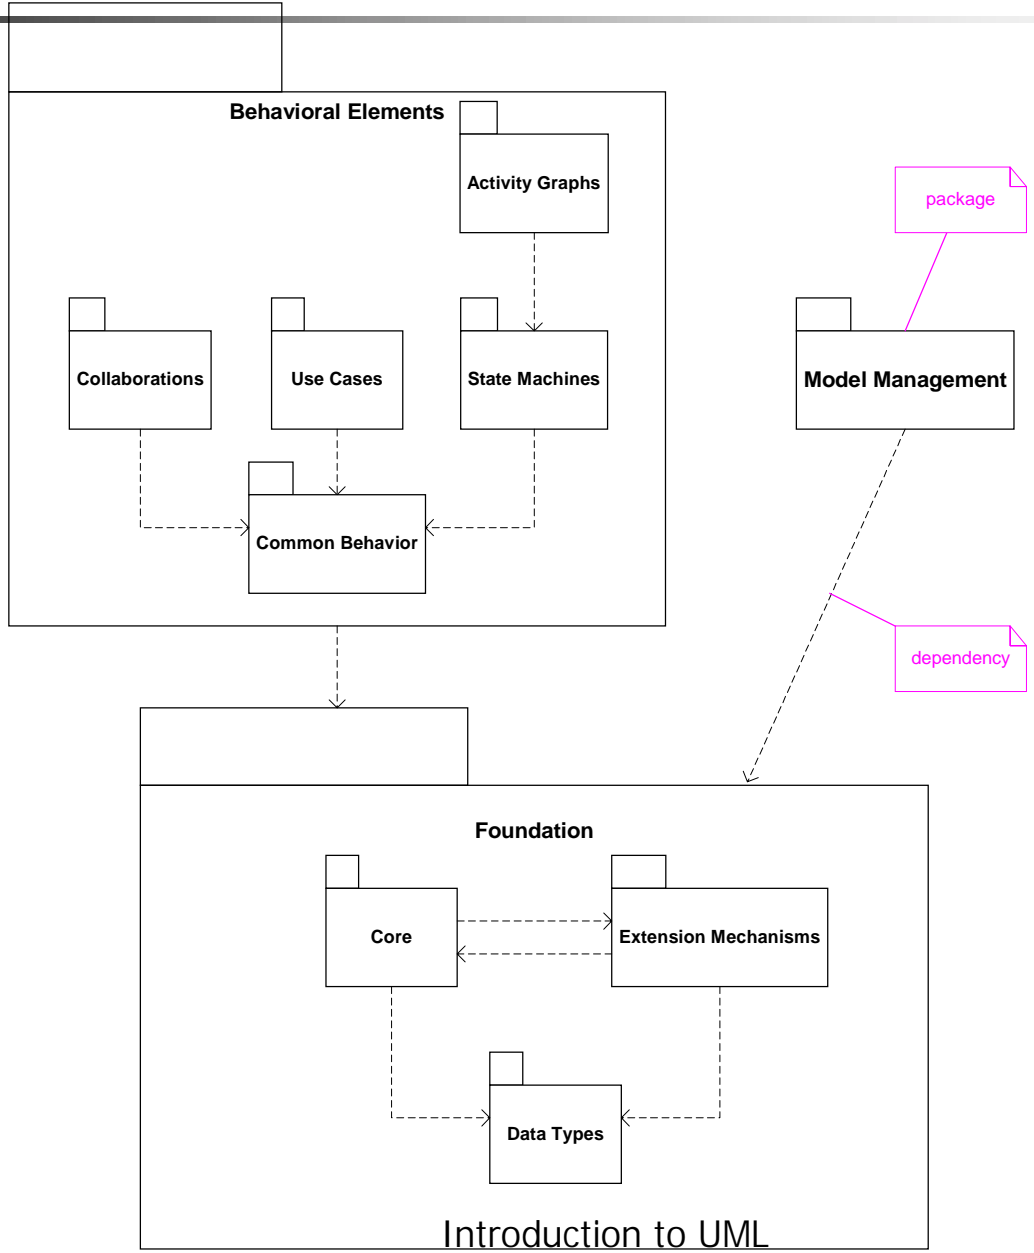 Behavioral Elements
Activity Graphs
package
Collaborations
Use Cases
State Machines
Model Management
Common Behavior
dependency
Foundation
Core
Extension Mechanisms
Data Types
Introduction to UML